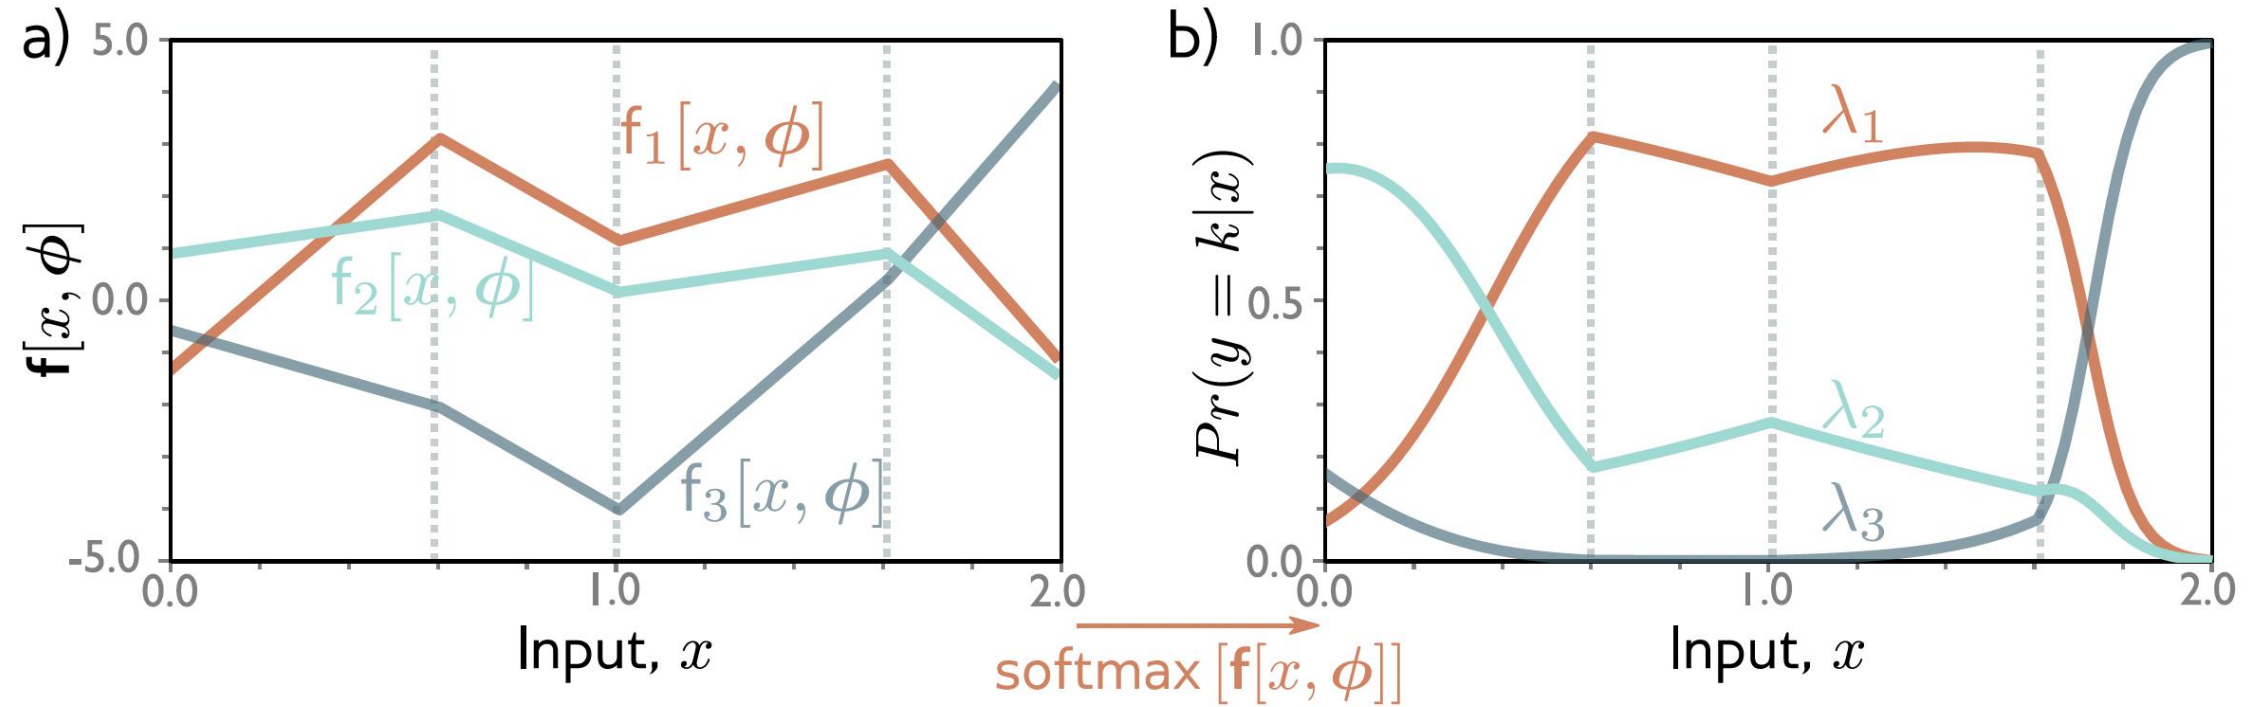 a)
5.0
0.0
-5.0
f[x, ϕ]
f₁[x, ϕ]
f₂[x, ϕ]
f₃[x, ϕ]
0.0 1.0 2.0
Input, x
softmax [f[x, ϕ]]
b)
1.0
0.5
0.0
Pr(y = k|x)
λ₁
λ₂
λ₃
0.0 1.0 2.0
Input, x